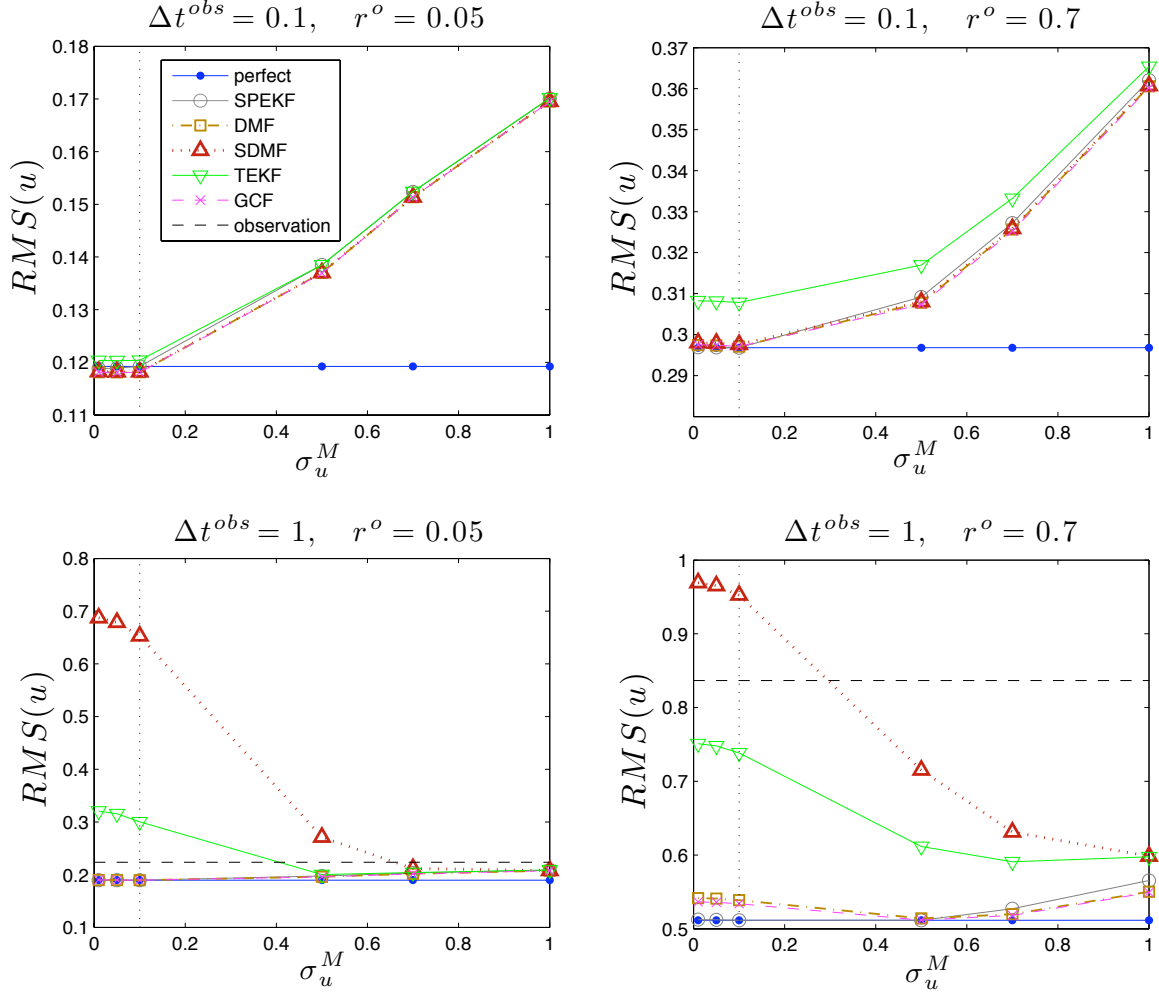 Δt^{obs} = 0.1, r^o = 0.05
0.18
0.17
0.16
0.15
0.14
0.13
0.12
0.11
RMS(u)
perfect
SPEKF
DMF
SDMF
TEKF
GCF
observation
0 0.2 0.4 0.6 0.8 1
σ_u^M
Δt^{obs} = 0.1, r^o = 0.7
0.37
0.36
0.35
0.34
0.33
0.32
0.31
0.3
0.29
RMS(u)
0 0.2 0.4 0.6 0.8 1
σ_u^M
Δt^{obs} = 1, r^o = 0.05
0.8
0.7
0.6
0.5
0.4
0.3
0.2
0.1
RMS(u)
0 0.2 0.4 0.6 0.8 1
σ_u^M
Δt^{obs} = 1, r^o = 0.7
1
0.9
0.8
0.7
0.6
0.5
RMS(u)
0 0.2 0.4 0.6 0.8 1
σ_u^M